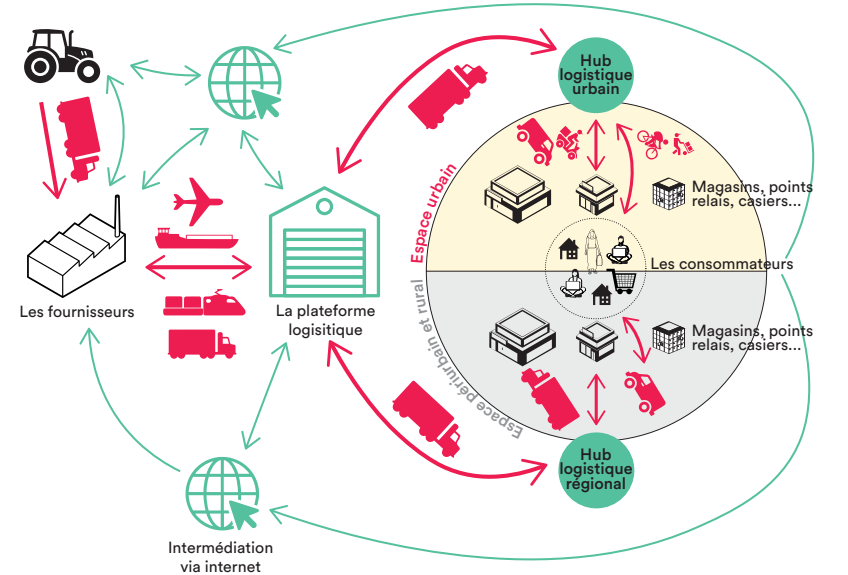 Hub
logistique
urbain
Espace urbain
Magasins, points
relais, casiers...
Les consommateurs
Les fournisseurs
La plateforme
logisitique
Espace périurbain et rural
Magasins, points
relais, casiers...
Hub
logistique
régional
Intermédiation
via internet